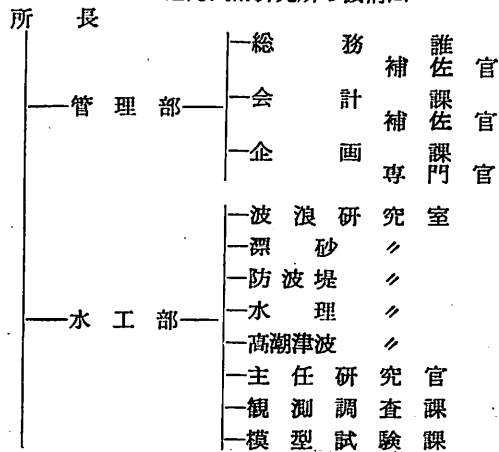 所長
管理部
総務誰
補佐官
会計課
補佐官
企画課
専門官
水工部
波浪研究室
漂砂〃
防波堤〃
水理〃
高潮津波〃
主任研究官
観測調査課
模型試験課